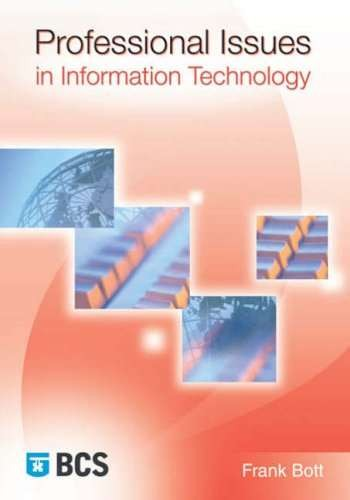 Professional Issues
in Information Technology
BCS
Frank Bott